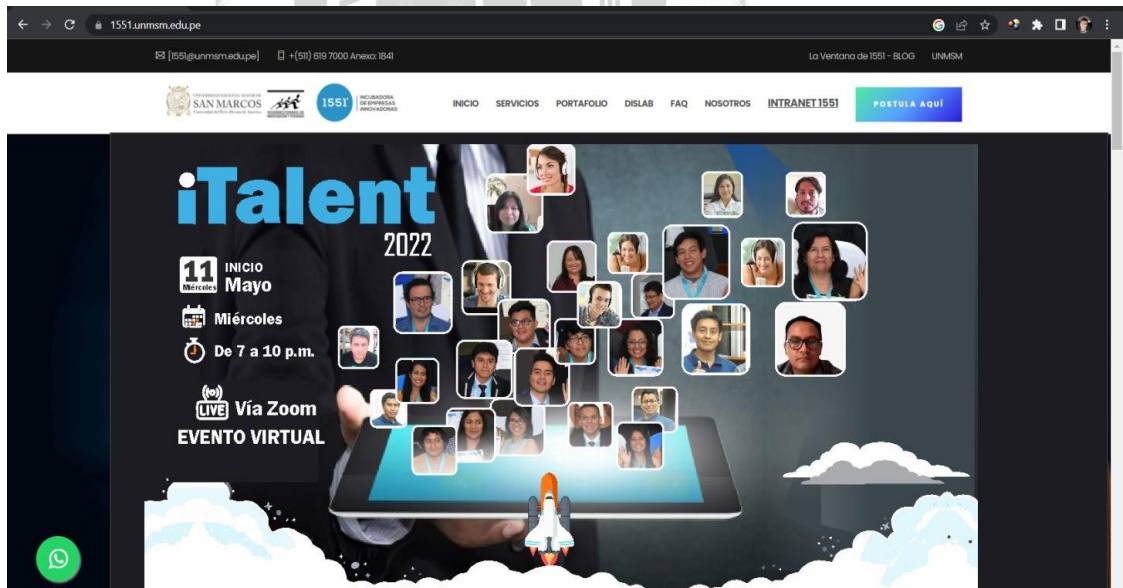 1551.unmsm.edu.pe
[1551@unmsm.edu.pe] +(511) 619 7000 Anexo: 1841 La Ventana de 1551 - BLOG UNMSM
SAN MARCOS
1551 INCUBADORA
DE EMPRESAS
INNOVADORAS
INICIO SERVICIOS PORTAFOLIO DISLAB FAQ NOSOTROS INTRANET 1551 POSTULA AQUÍ
iTalent
2022
11 INICIO
Miércoles Mayo
Miércoles
De 7 a 10 p.m.
LIVE Vía Zoom
EVENTO VIRTUAL